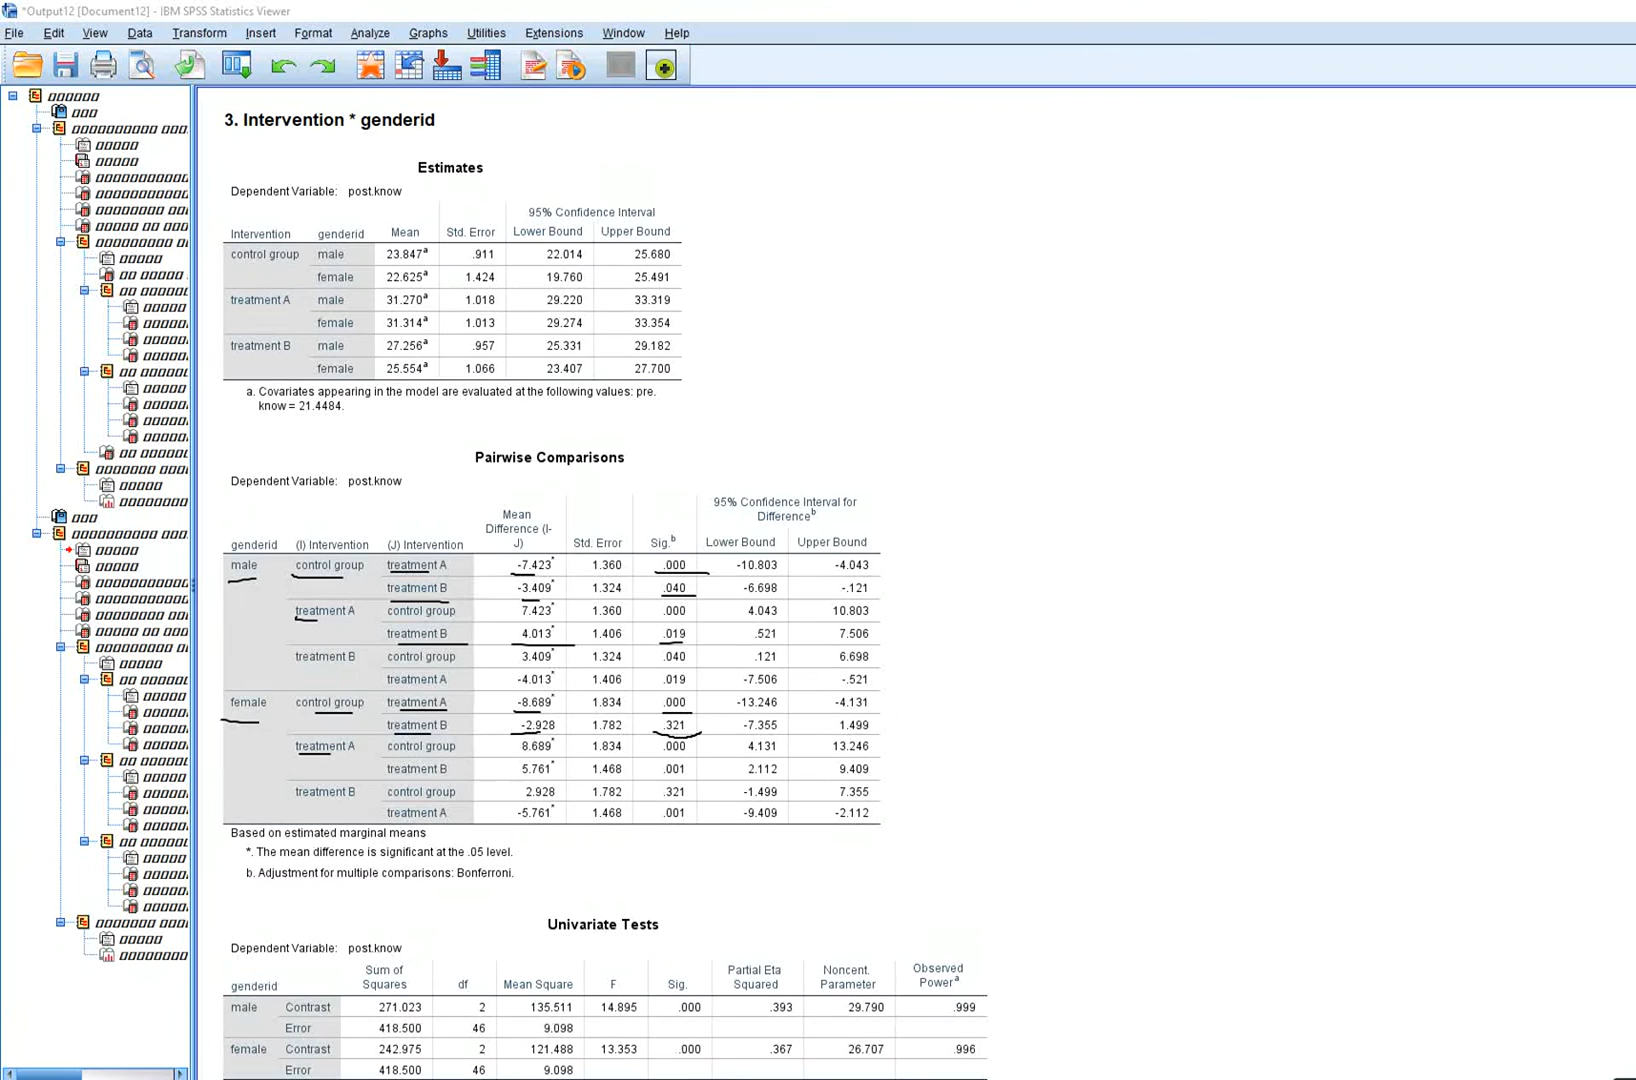 *Output12 [Document12] - IBM SPSS Statistics Viewer
File Edit View Data Transform Insert Format Analyze Graphs Utilities Extensions Window Help
3. Intervention * genderid
Estimates
Dependent Variable: post.know
95% Confidence Interval
Intervention genderid Mean Std. Error Lower Bound Upper Bound
control group male 23.847a .911 22.014 25.680
female 22.625a 1.424 19.760 25.491
treatment A male 31.270a 1.018 29.220 33.319
female 31.314a 1.013 29.274 33.354
treatment B male 27.256a .957 25.331 29.182
female 25.554a 1.066 23.407 27.700
a. Covariates appearing in the model are evaluated at the following values: pre.
know = 21.4484.
Pairwise Comparisons
Dependent Variable: post.know
95% Confidence Interval for
Differenceb
Mean
Difference (I-
genderid (I) Intervention (J) Intervention J) Std. Error Sig.b Lower Bound Upper Bound
male control group treatment A -7.423* 1.360 .000 -10.803 -4.043
treatment B -3.409* 1.324 .040 -6.698 -.121
treatment A control group 7.423* 1.360 .000 4.043 10.803
treatment B 4.013* 1.406 .019 .521 7.506
treatment B control group 3.409* 1.324 .040 .121 6.698
treatment A -4.013* 1.406 .019 -7.506 -.521
female control group treatment A -8.689* 1.834 .000 -13.246 -4.131
treatment B -2.928 1.782 .321 -7.355 1.499
treatment A control group 8.689* 1.834 .000 4.131 13.246
treatment B 5.761* 1.468 .001 2.112 9.409
treatment B control group 2.928 1.782 .321 -1.499 7.355
treatment A -5.761* 1.468 .001 -9.409 -2.112
Based on estimated marginal means
*. The mean difference is significant at the .05 level.
b. Adjustment for multiple comparisons: Bonferroni.
Univariate Tests
Dependent Variable: post.know
Sum of Partial Eta Noncent. Observed
genderid Squares df Mean Square F Sig. Squared Parameter Powera
male Contrast 271.023 2 135.511 14.895 .000 .393 29.790 .999
Error 418.500 46 9.098
female Contrast 242.975 2 121.488 13.353 .000 .367 26.707 .996
Error 418.500 46 9.098